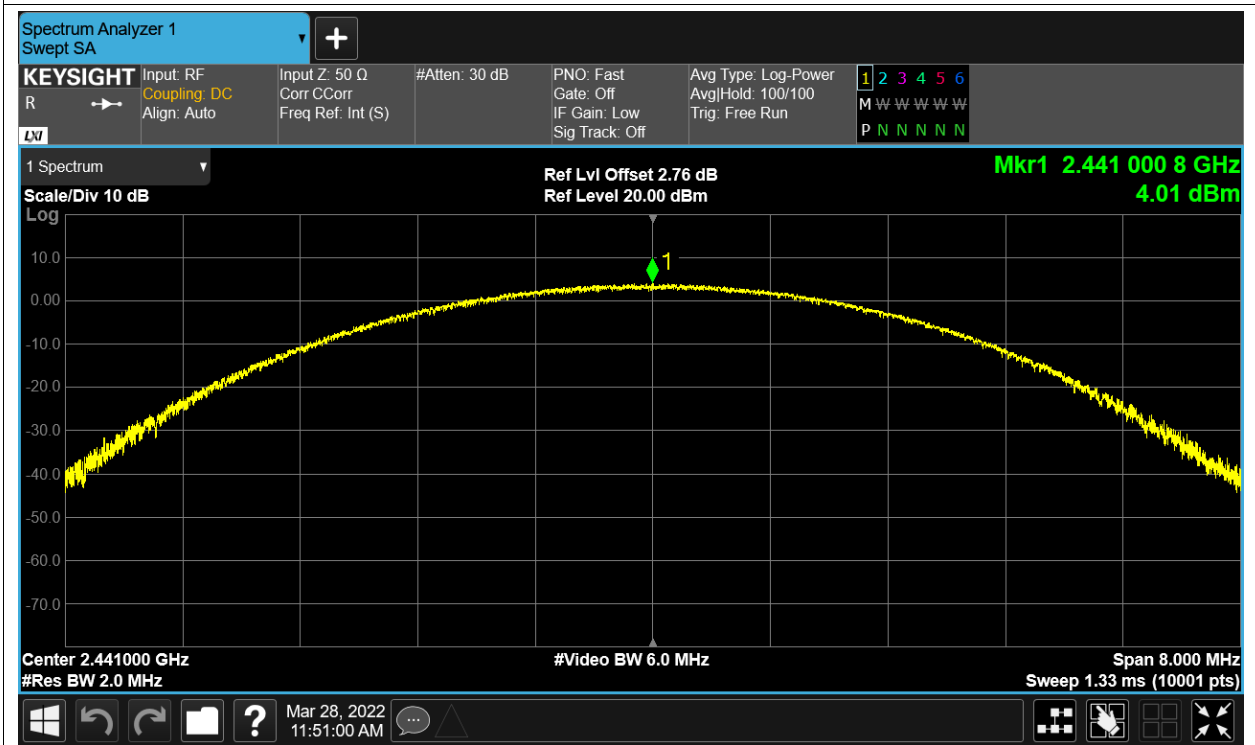 Spectrum Analyzer 1
Swept SA
KEYSIGHT
R
LXI
Input: RF
Coupling: DC
Align: Auto
Input Z: 50 Ω
Corr CCorr
Freq Ref: Int (S)
#Atten: 30 dB
PNO: Fast
Gate: Off
IF Gain: Low
Sig Track: Off
Avg Type: Log-Power
Avg|Hold: 100/100
Trig: Free Run
1 2 3 4 5 6
M W W W W W
P N N N N N
1 Spectrum
Scale/Div 10 dB
Log
Ref Lvl Offset 2.76 dB
Ref Level 20.00 dBm
Mkr1 2.441 000 8 GHz
4.01 dBm
1
10.0
0.00
-10.0
-20.0
-30.0
-40.0
-50.0
-60.0
-70.0
Center 2.441000 GHz
#Res BW 2.0 MHz
#Video BW 6.0 MHz
Span 8.000 MHz
Sweep 1.33 ms (10001 pts)
?
Mar 28, 2022
11:51:00 AM